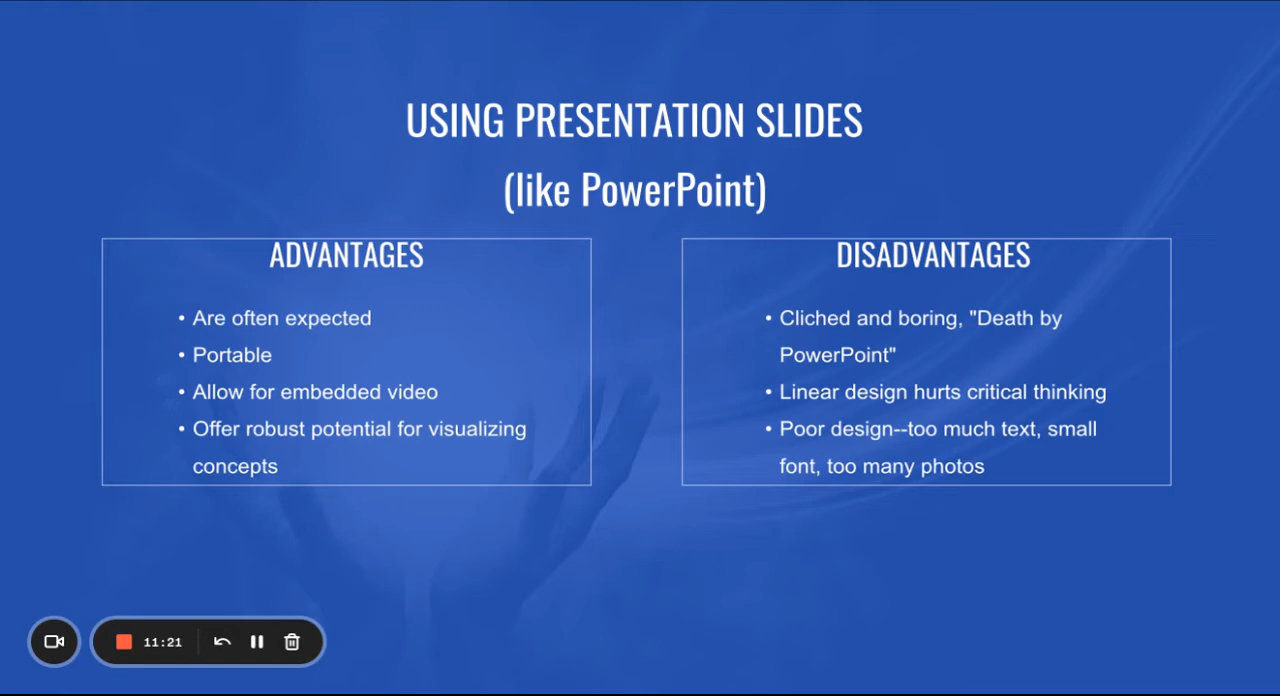 USING PRESENTATION SLIDES
(like PowerPoint)
ADVANTAGES
• Are often expected
• Portable
• Allow for embedded video
• Offer robust potential for visualizing
concepts
DISADVANTAGES
• Cliched and boring, "Death by
PowerPoint"
• Linear design hurts critical thinking
• Poor design--too much text, small
font, too many photos
11:21